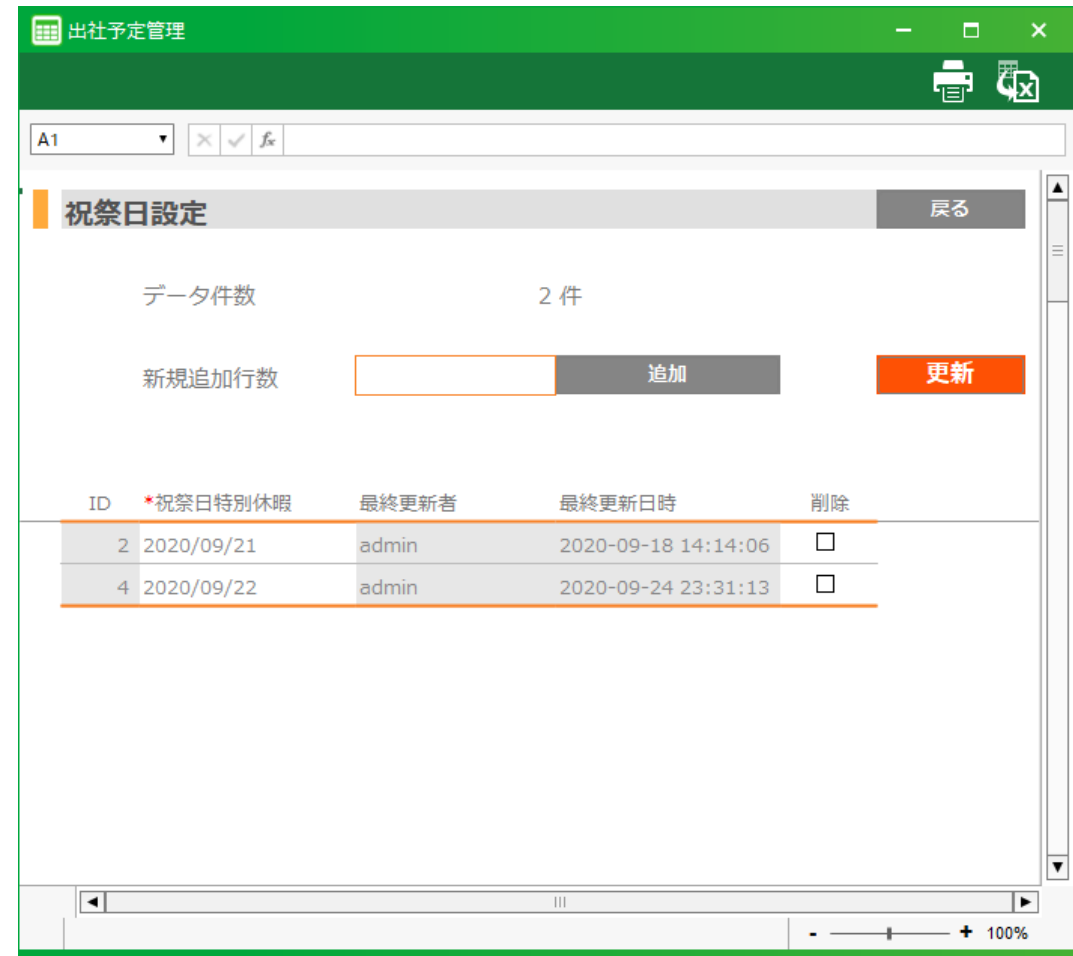 出社予定管理
A1
fx
祝祭日設定 戻る
データ件数 2 件
新規追加行数 追加 更新
ID *祝祭日特別休暇 最終更新者 最終更新日時 削除
2 2020/09/21 admin 2020-09-18 14:14:06
4 2020/09/22 admin 2020-09-24 23:31:13
- + 100%